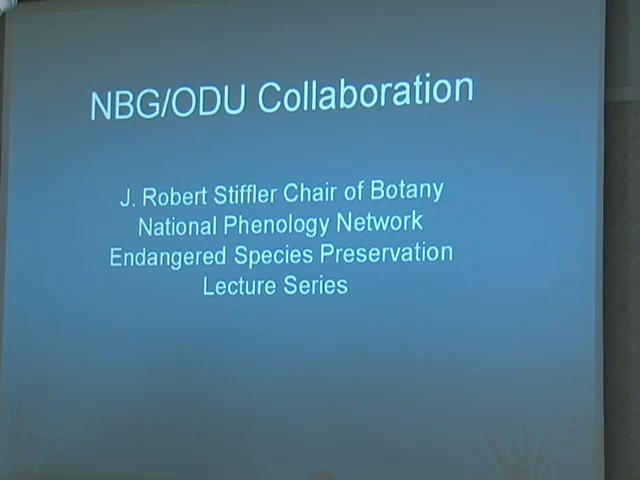 NBG/ODU Collaboration
J. Robert Stiffler Chair of Botany
National Phenology Network
Endangered Species Preservation
Lecture Series